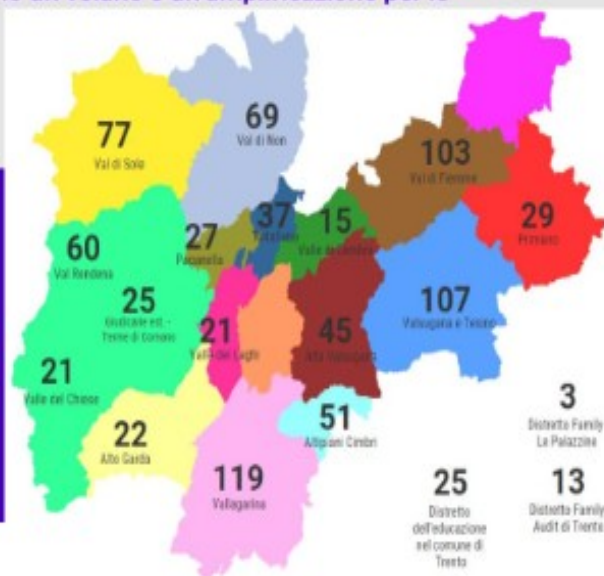 77
Val di Sole
69
Val di Non
103
Val di Fiemme
29
Primiero
37
15
Valle di Cembra
27
Paganella
60
Val Rendena
25
Giudicarie est. -
Terme di Comano
21
Valle dei Laghi
45
Alta Valsugana
107
Valsugana e Tesino
21
Valle del Chiese
22
Alto Garda
51
Altipiani Cimbri
119
Vallagarina
3
Distretto Family
Le Palazzine
25
Distretto
dell'educazione
nel comune di
Trento
13
Distretto Family
Audit di Trento